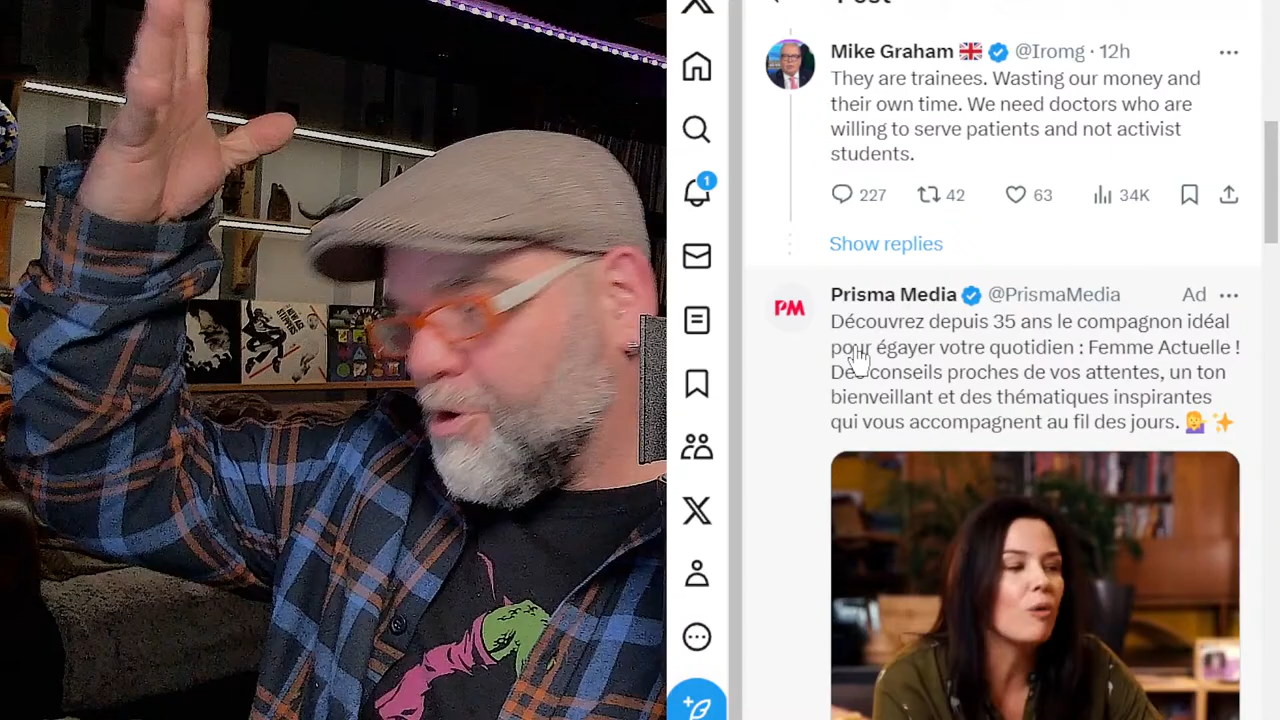 Mike Graham 🇬🇧 @Iromg · 12h
They are trainees. Wasting our money and
their own time. We need doctors who are
willing to serve patients and not activist
students.
227 42 63 34K
Show replies
1
PM
Prisma Media @PrismaMedia Ad
Découvrez depuis 35 ans le compagnon idéal
pour égayer votre quotidien : Femme Actuelle !
Des conseils proches de vos attentes, un ton
bienveillant et des thématiques inspirantes
qui vous accompagnent au fil des jours. 💁‍♀️✨